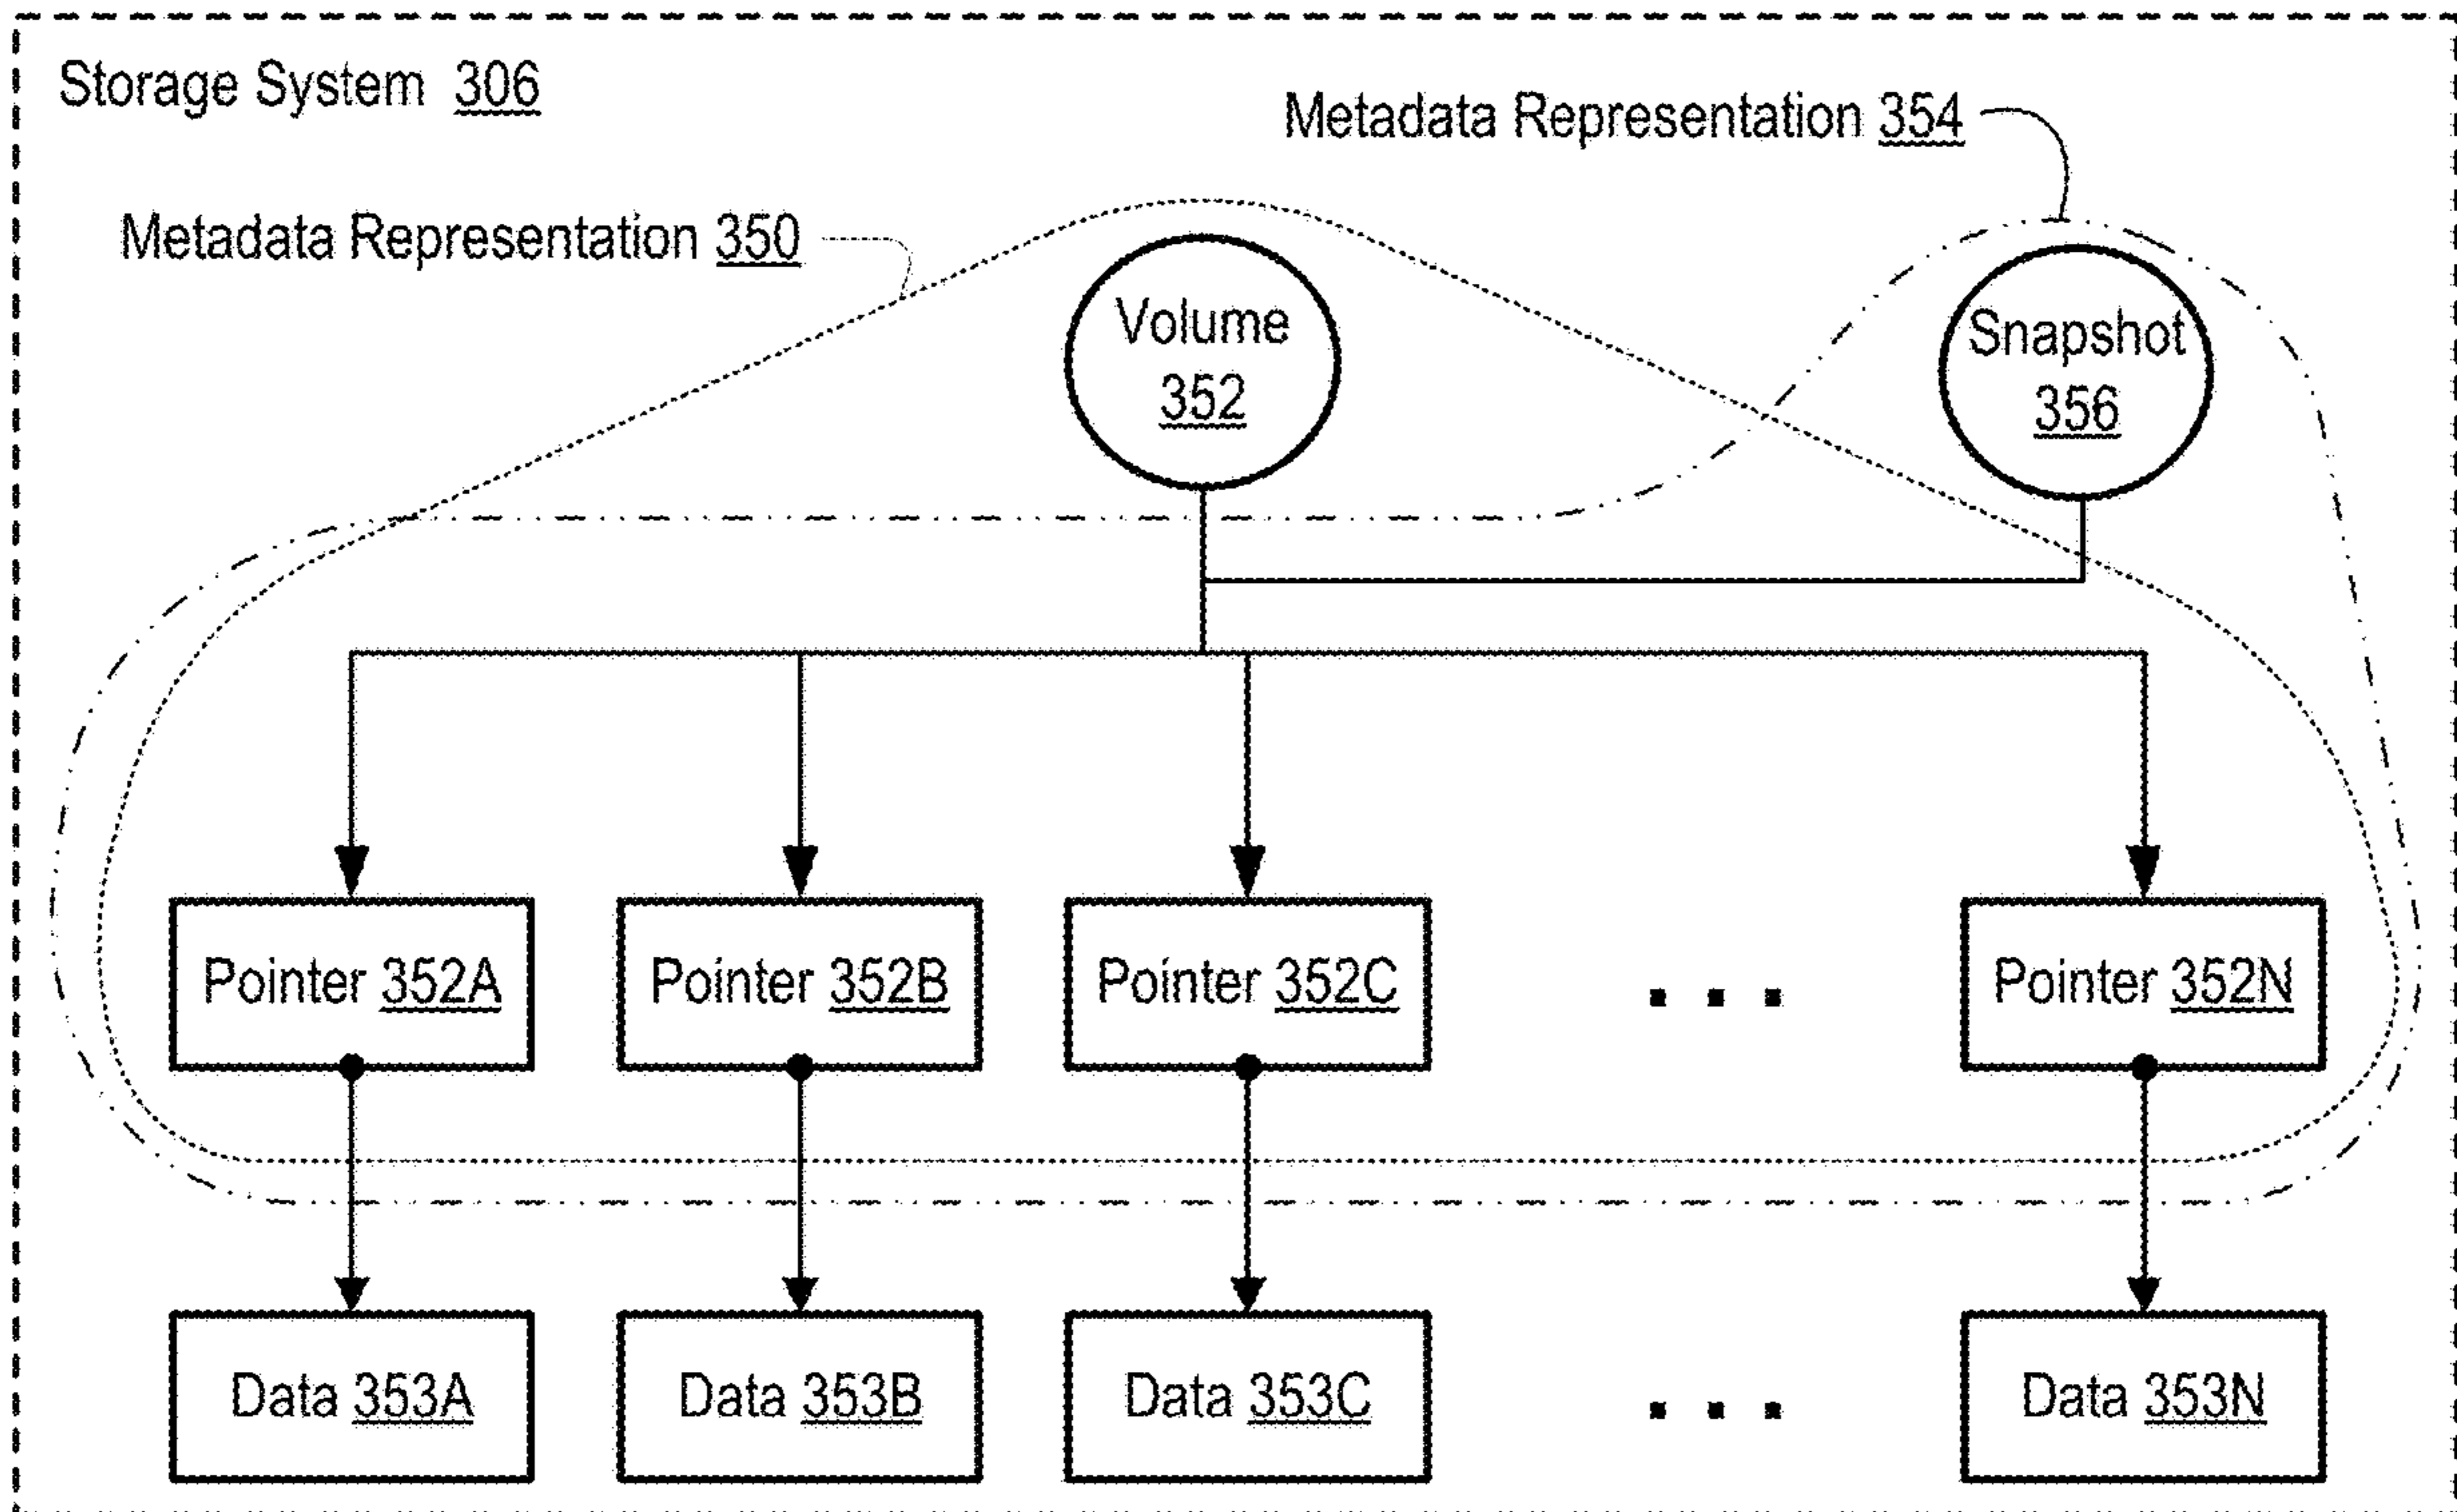 Storage System 306
Metadata Representation 354
Metadata Representation 350
Volume
352
Snapshot
356
Pointer 352A
Pointer 352B
Pointer 352C
. . .
Pointer 352N
Data 353A
Data 353B
Data 353C
. . .
Data 353N